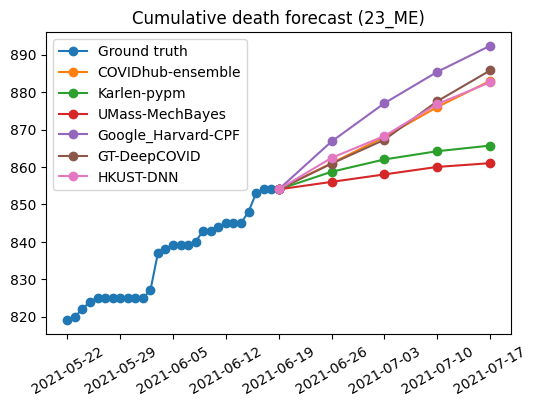 Cumulative death forecast (23_ME)
Ground truth
COVIDhub-ensemble
Karlen-pypm
UMass-MechBayes
Google_Harvard-CPF
GT-DeepCOVID
HKUST-DNN
890
880
870
860
850
840
830
820
2021-05-22
2021-05-29
2021-06-05
2021-06-12
2021-06-19
2021-06-26
2021-07-03
2021-07-10
2021-07-17